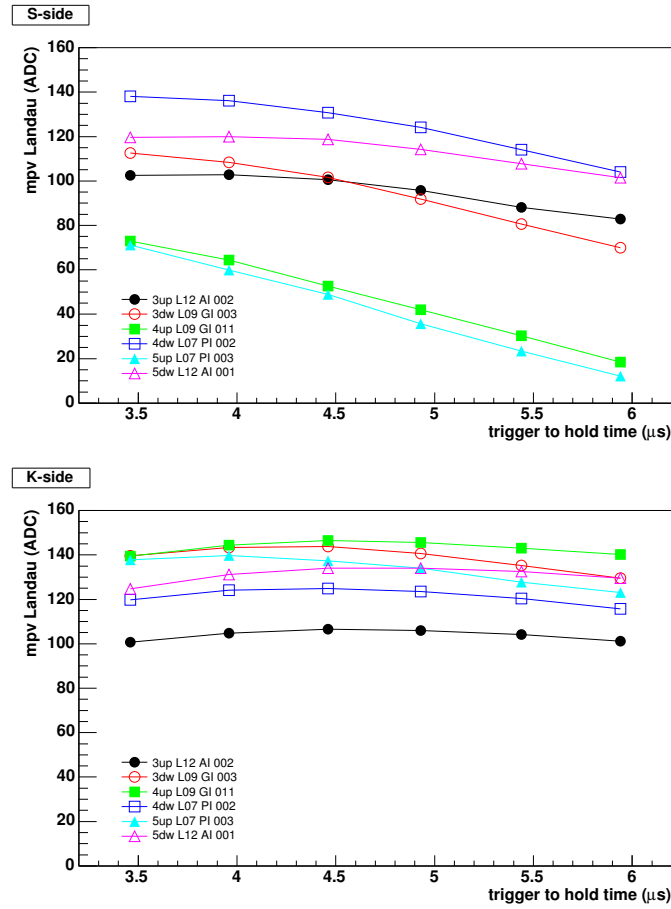 S-side
mpv Landau (ADC)
160
140
120
100
80
60
40
20
0
3up L12 AI 002
3dw L09 GI 003
4up L09 GI 011
4dw L07 PI 002
5up L07 PI 003
5dw L12 AI 001
3.5 4 4.5 5 5.5 6
trigger to hold time (μs)
K-side
mpv Landau (ADC)
160
140
120
100
80
60
40
20
0
3up L12 AI 002
3dw L09 GI 003
4up L09 GI 011
4dw L07 PI 002
5up L07 PI 003
5dw L12 AI 001
3.5 4 4.5 5 5.5 6
trigger to hold time (μs)